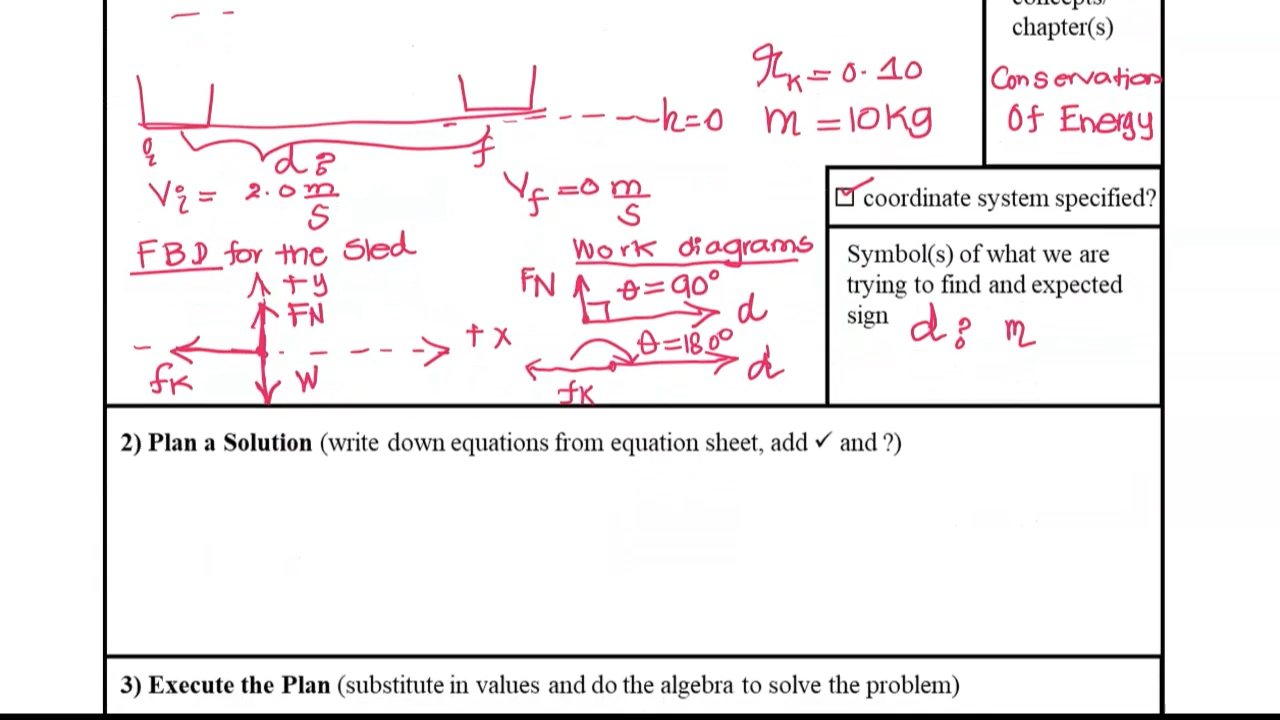 chapter(s)
μk = 0.10
Conservation
h=0
m = 10Kg
Of Energy
i
d?
f
Vi = 2.0 m/s
Vf = 0 m/s
coordinate system specified?
FBD for the Sled
Work diagrams
Symbol(s) of what we are
trying to find and expected
sign d? m
+y
FN
FN
θ=90°
d
- fK
W
+x
θ=180°
d
fK
2) Plan a Solution (write down equations from equation sheet, add ✓ and ?)
3) Execute the Plan (substitute in values and do the algebra to solve the problem)